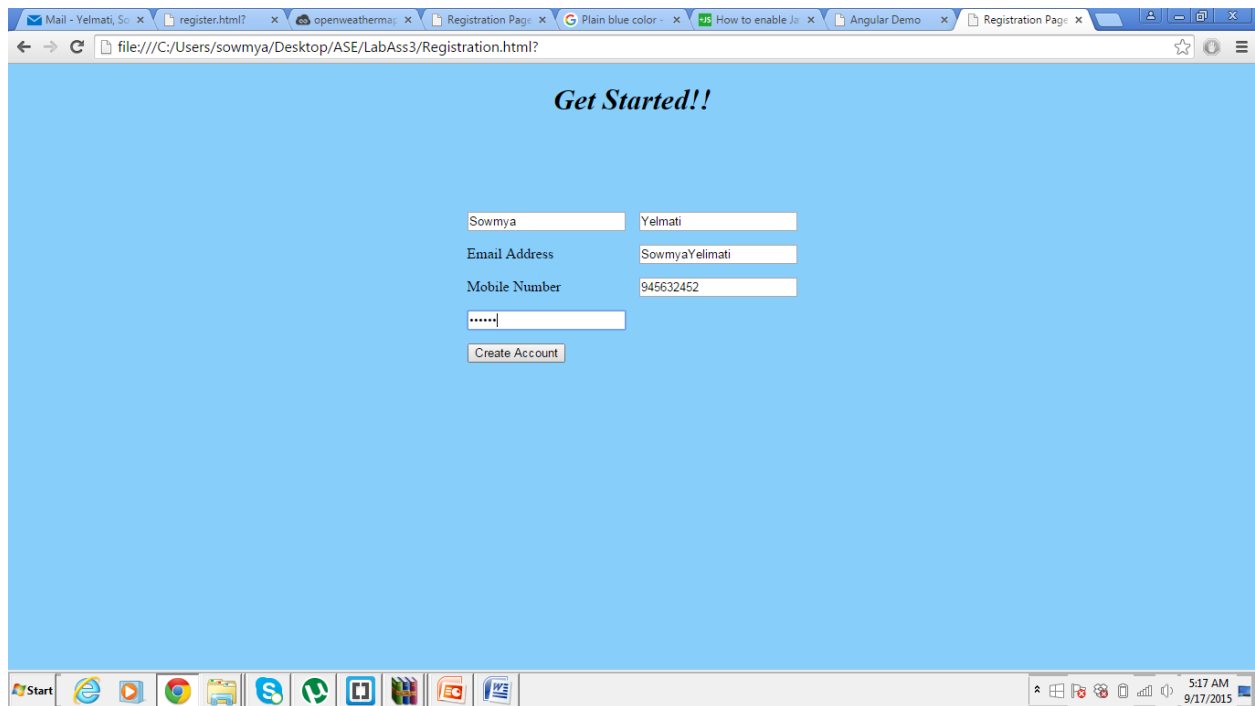 Mail - Yelmati, So
register.html?
openweathermap
Registration Page
Plain blue color -
How to enable Ja
Angular Demo
Registration Page
file:///C:/Users/sowmya/Desktop/ASE/LabAss3/Registration.html?
Get Started!!
Sowmya Yelmati
Email Address SowmyaYelimati
Mobile Number 945632452
••••••
Create Account
Start
5:17 AM
9/17/2015